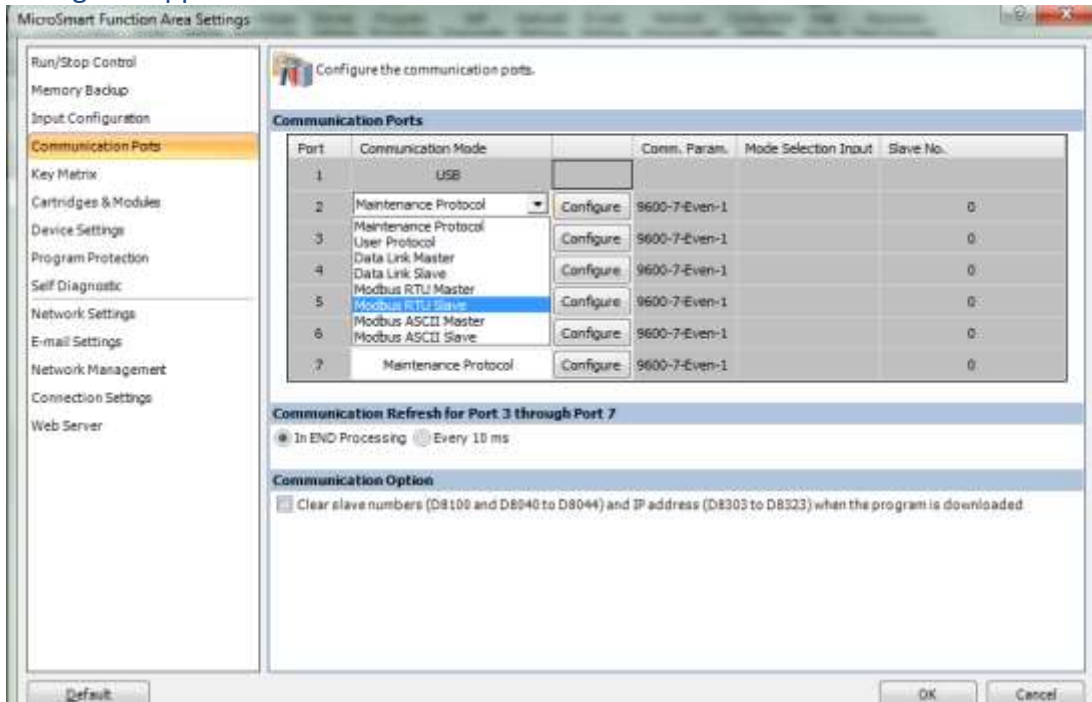 MicroSmart Function Area Settings
Run/Stop Control
Memory Backup
Input Configuration
Communication Ports
Key Matrix
Cartridges & Modules
Device Settings
Program Protection
Self Diagnostic
Network Settings
E-mail Settings
Network Management
Connection Settings
Web Server
Configure the communication ports.
Communication Ports
Port Communication Mode Comm. Param. Mode Selection Input Slave No.
1 USB
2 Maintenance Protocol Configure 9600-7-Even-1 0
Maintenance Protocol
3 User Protocol Configure 9600-7-Even-1 0
Data Link Master
4 Data Link Slave Configure 9600-7-Even-1 0
Modbus RTU Master
5 Modbus RTU Slave Configure 9600-7-Even-1 0
Modbus ASCII Master
6 Modbus ASCII Slave Configure 9600-7-Even-1 0
7 Maintenance Protocol Configure 9600-7-Even-1 0
Communication Refresh for Port 3 through Port 7
In END Processing Every 10 ms
Communication Option
Clear slave numbers (D8100 and D8040 to D8044) and IP address (D8303 to D8323) when the program is downloaded
Default OK Cancel